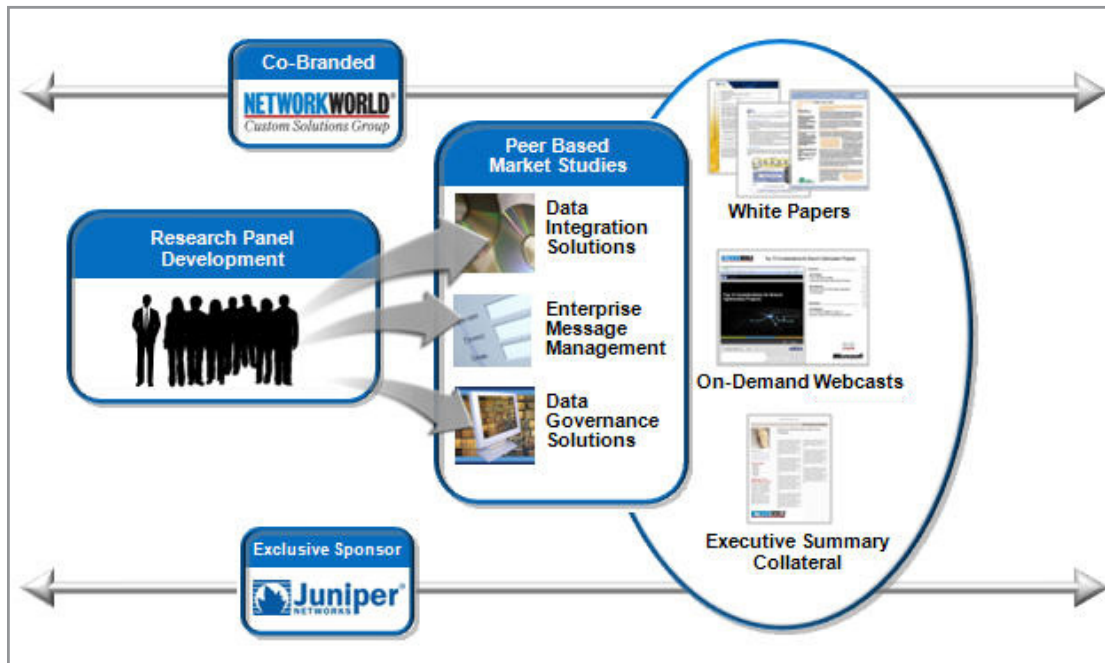 Co-Branded
NETWORKWORLD®
Custom Solutions Group
Peer Based
Market Studies
Data
Integration
Solutions
Enterprise
Message
Management
Data
Governance
Solutions
Research Panel
Development
White Papers
On-Demand Webcasts
Executive Summary
Collateral
Exclusive Sponsor
Juniper®
NETWORKS